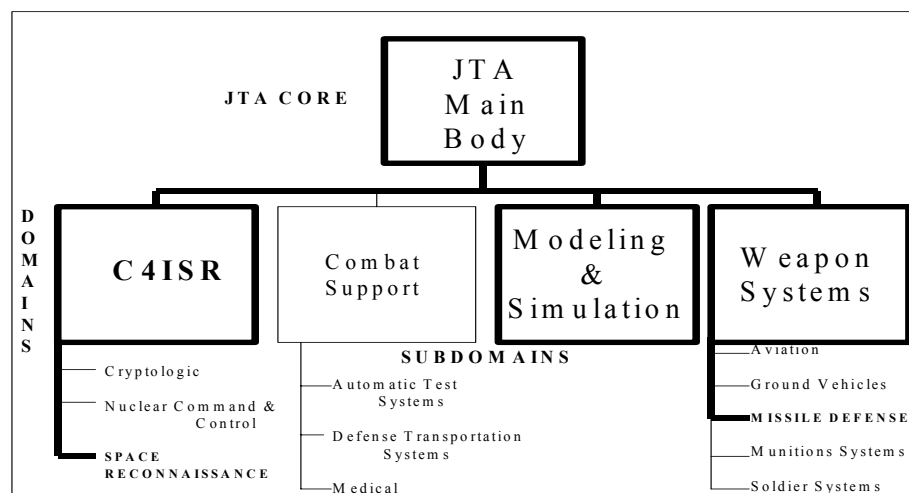 JTA
Main
Body
JTA CORE
DOMAINS
C4ISR
Combat
Support
Modeling
&
Simulation
Weapon
Systems
SUBDOMAINS
Cryptologic
Nuclear Command &
Control
SPACE
RECONNAISSANCE
Automatic Test
Systems
Defense Transportation
Systems
Medical
Aviation
Ground Vehicles
MISSILE DEFENSE
Munitions Systems
Soldier Systems